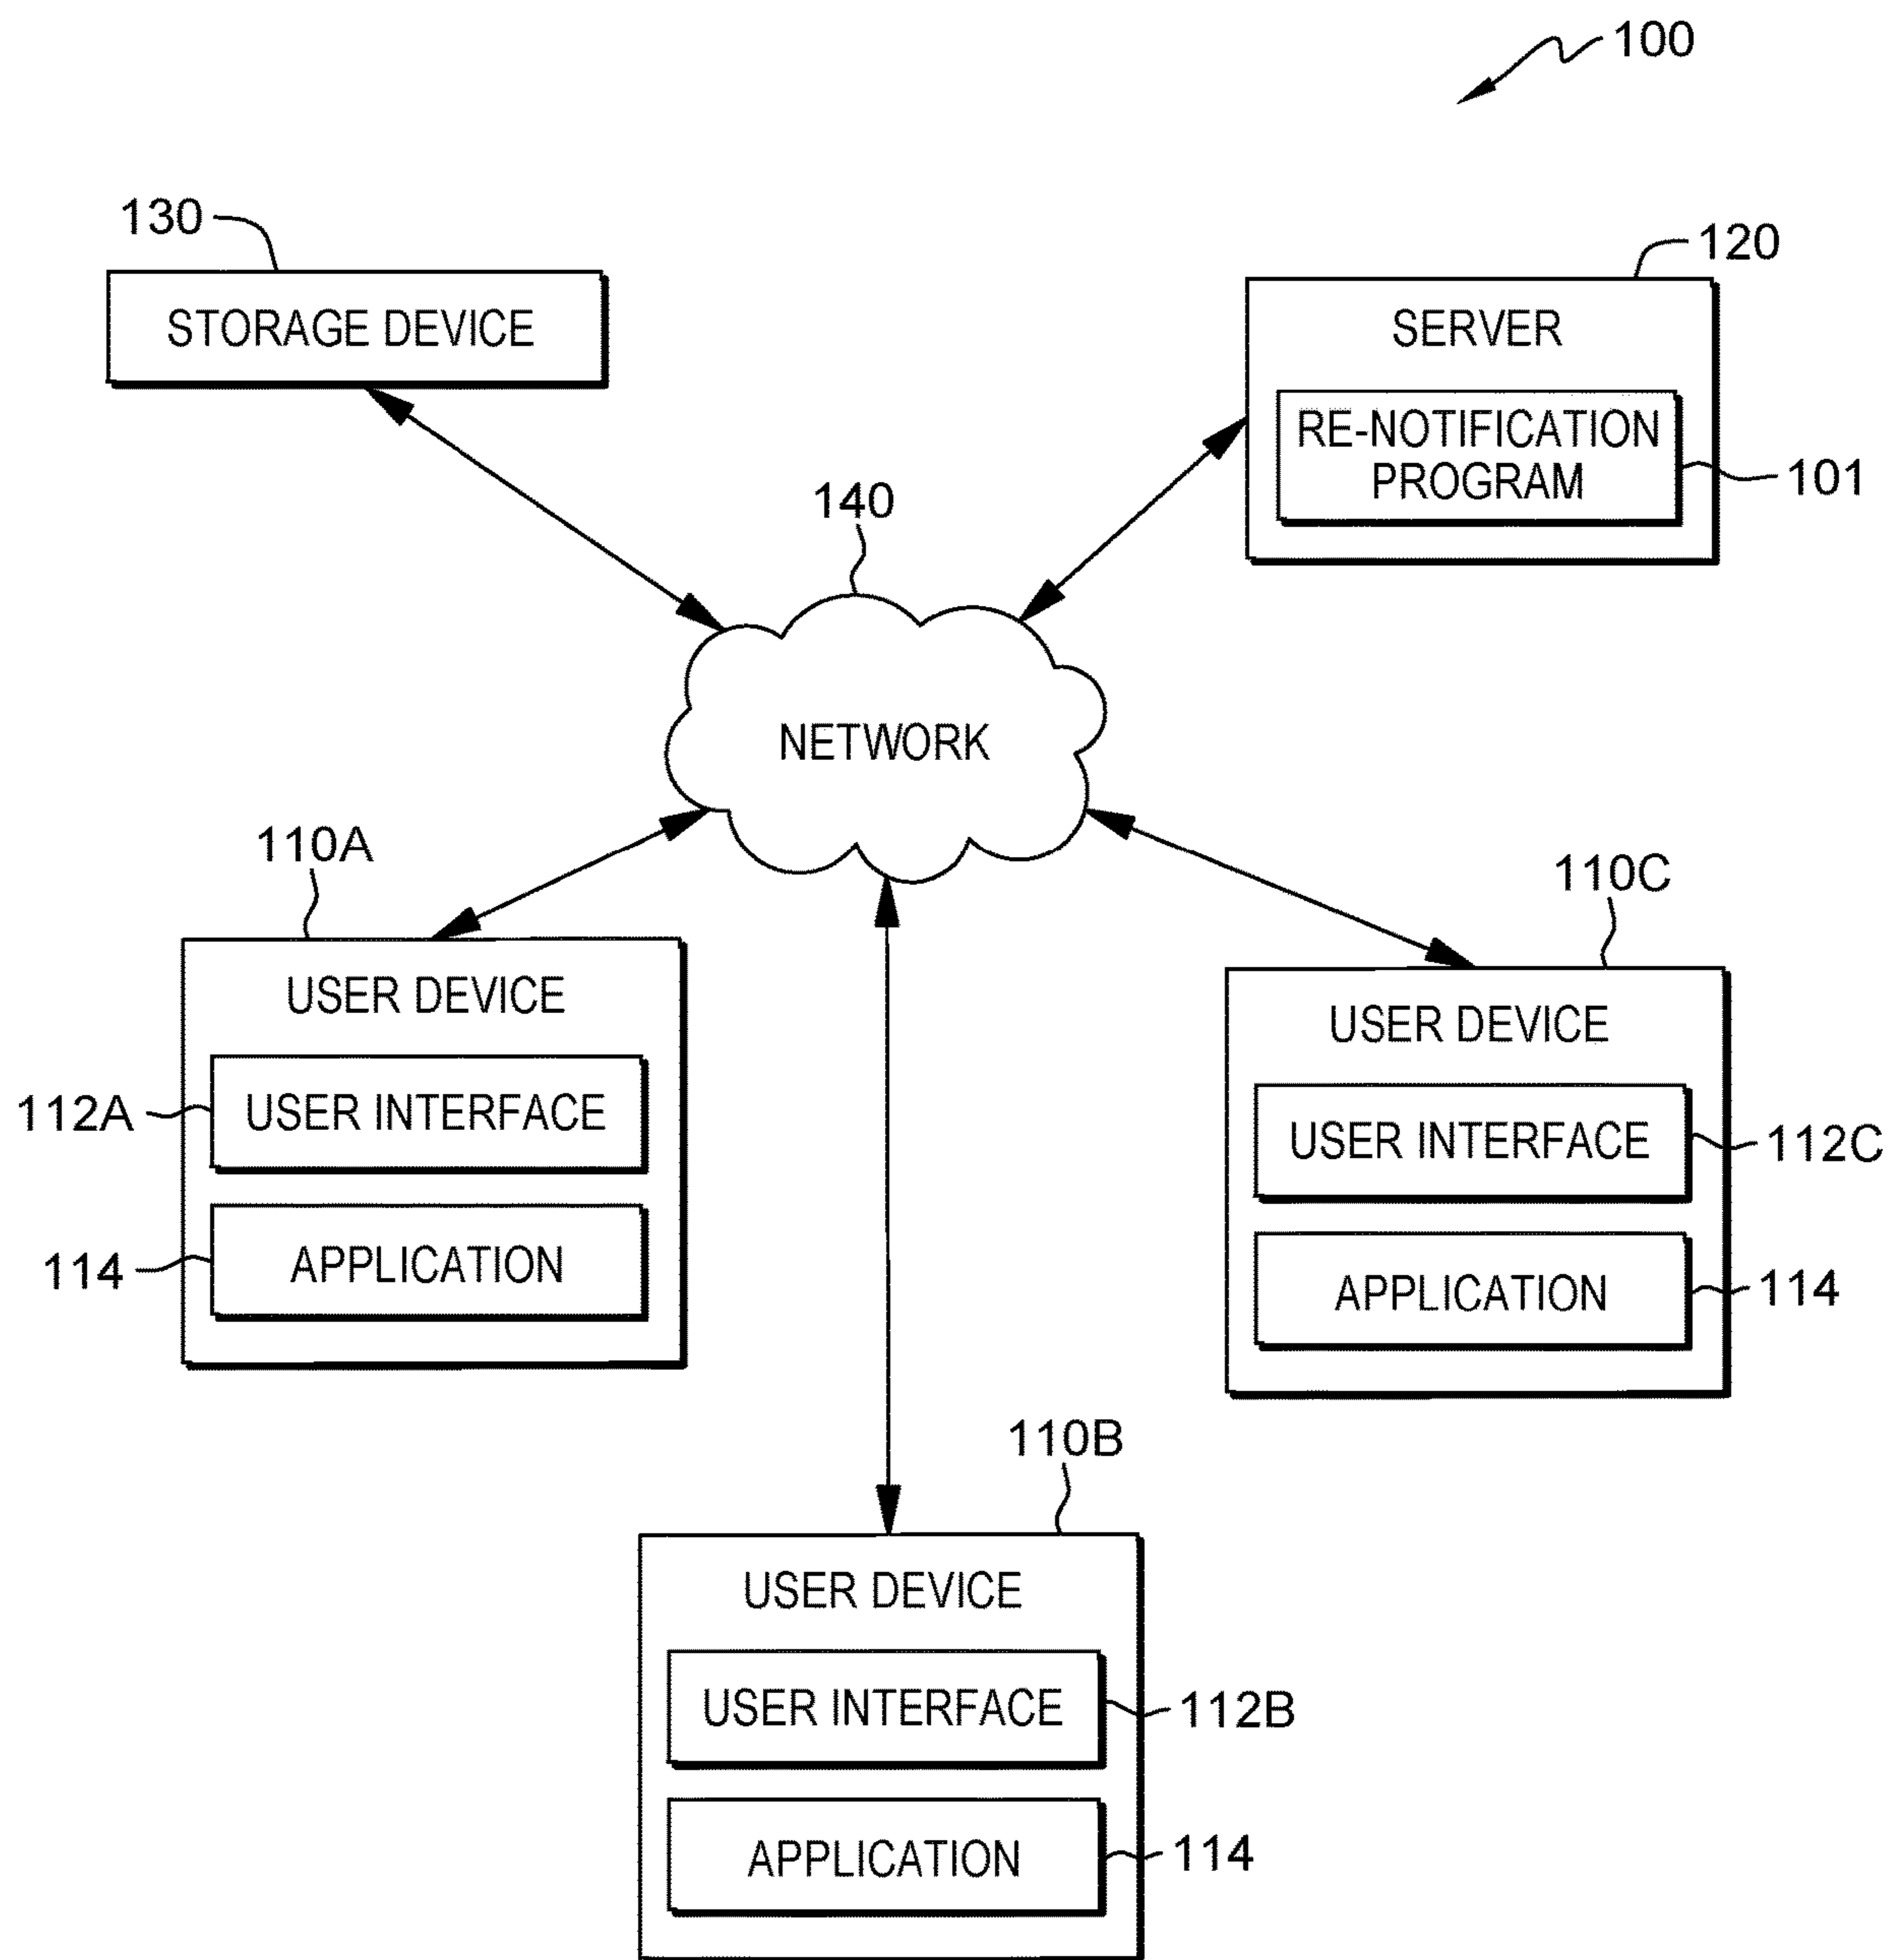 100
130
STORAGE DEVICE
120
SERVER
RE-NOTIFICATION
PROGRAM
101
140
NETWORK
110A
USER DEVICE
112A
USER INTERFACE
114
APPLICATION
110C
USER DEVICE
USER INTERFACE
112C
APPLICATION
114
110B
USER DEVICE
USER INTERFACE
112B
APPLICATION
114